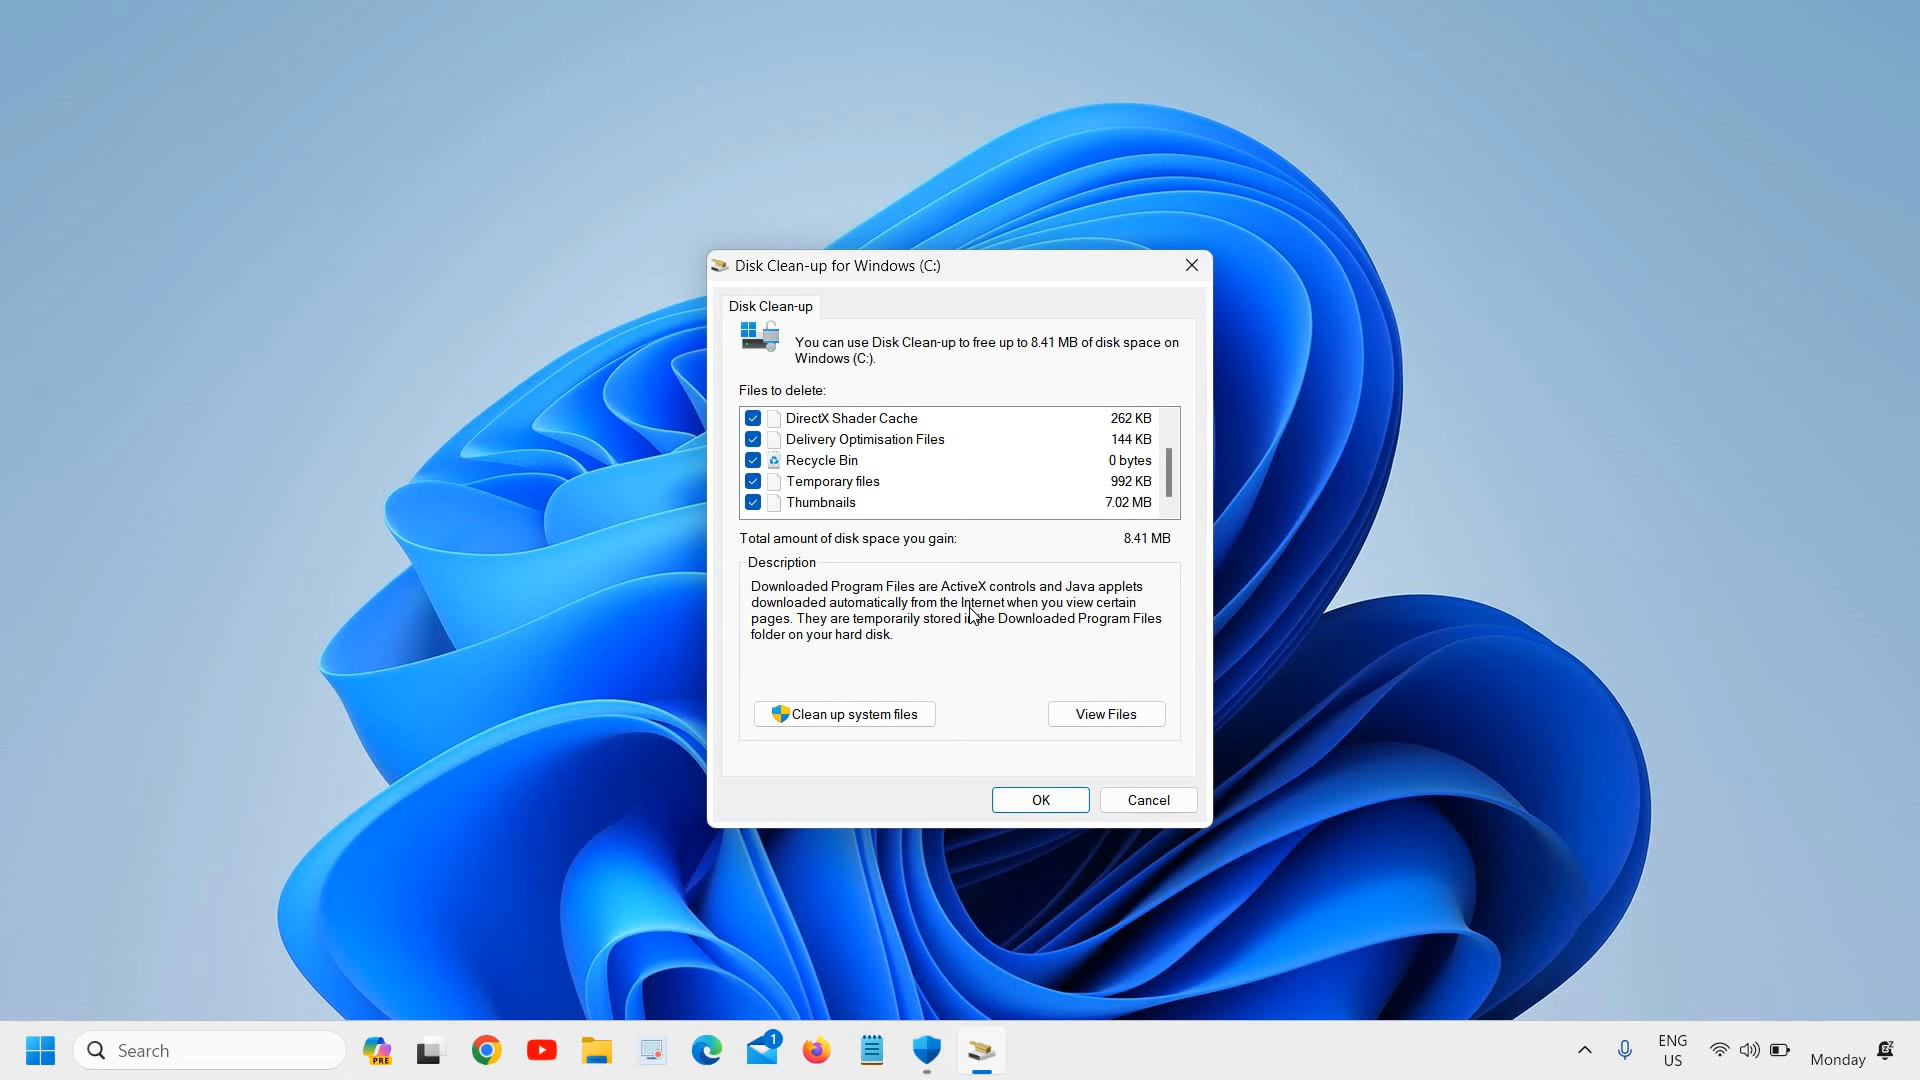 Disk Clean-up for Windows (C:)
Disk Clean-up
You can use Disk Clean-up to free up to 8.41 MB of disk space on
Windows (C:).
Files to delete:
DirectX Shader Cache 262 KB
Delivery Optimisation Files 144 KB
Recycle Bin 0 bytes
Temporary files 992 KB
Thumbnails 7.02 MB
Total amount of disk space you gain: 8.41 MB
Description
Downloaded Program Files are ActiveX controls and Java applets
downloaded automatically from the Internet when you view certain
pages. They are temporarily stored in the Downloaded Program Files
folder on your hard disk.
Clean up system files View Files
OK Cancel
Search PRE 1 ENG
US Monday